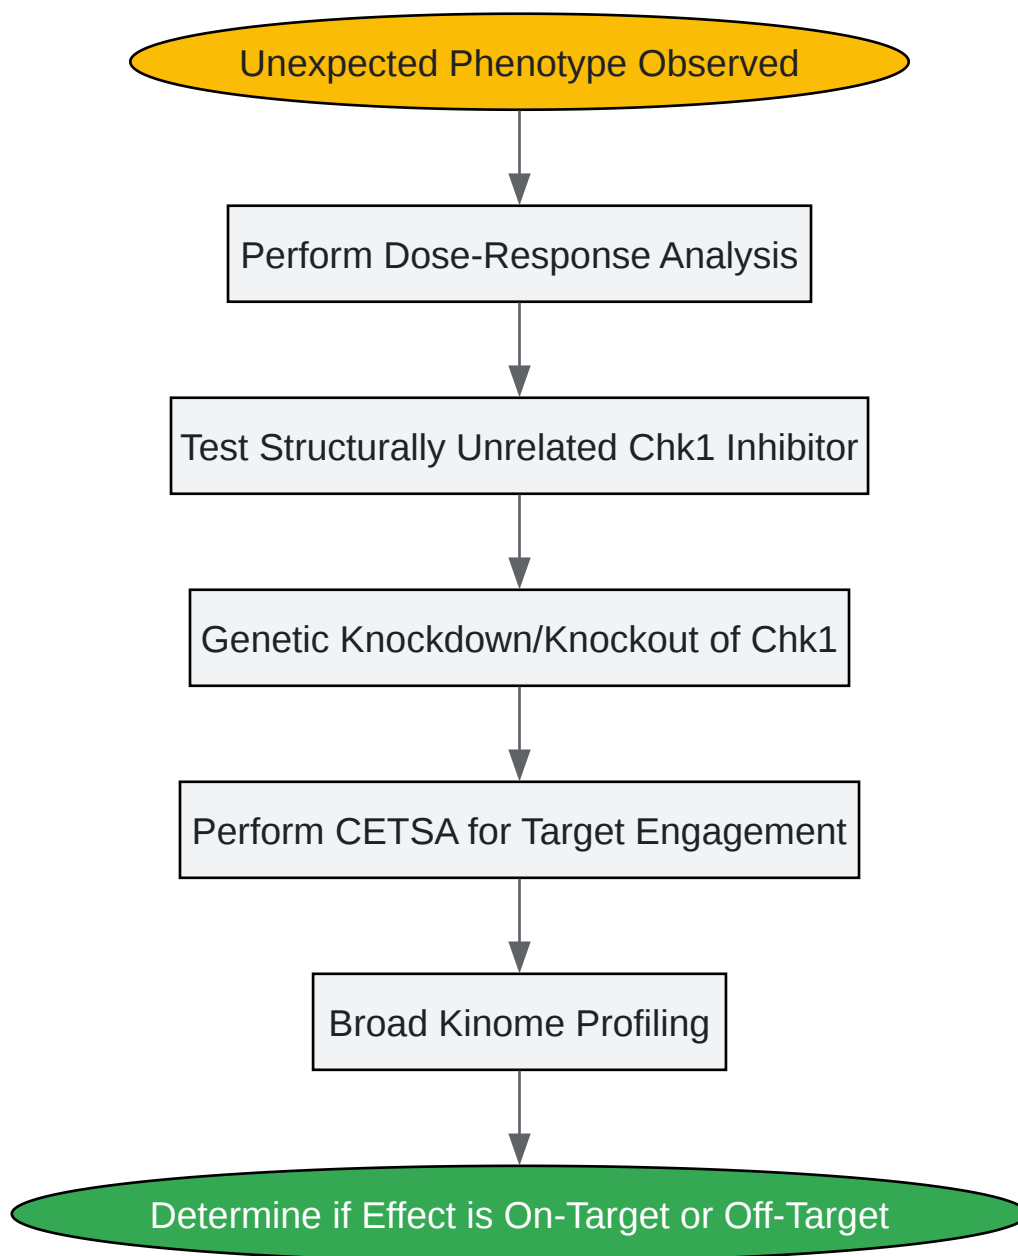 Unexpected Phenotype Observed
Perform Dose-Response Analysis
Test Structurally Unrelated Chk1 Inhibitor
Genetic Knockdown/Knockout of Chk1
Perform CETSA for Target Engagement
Broad Kinome Profiling
Determine if Effect is On-Target or Off-Target